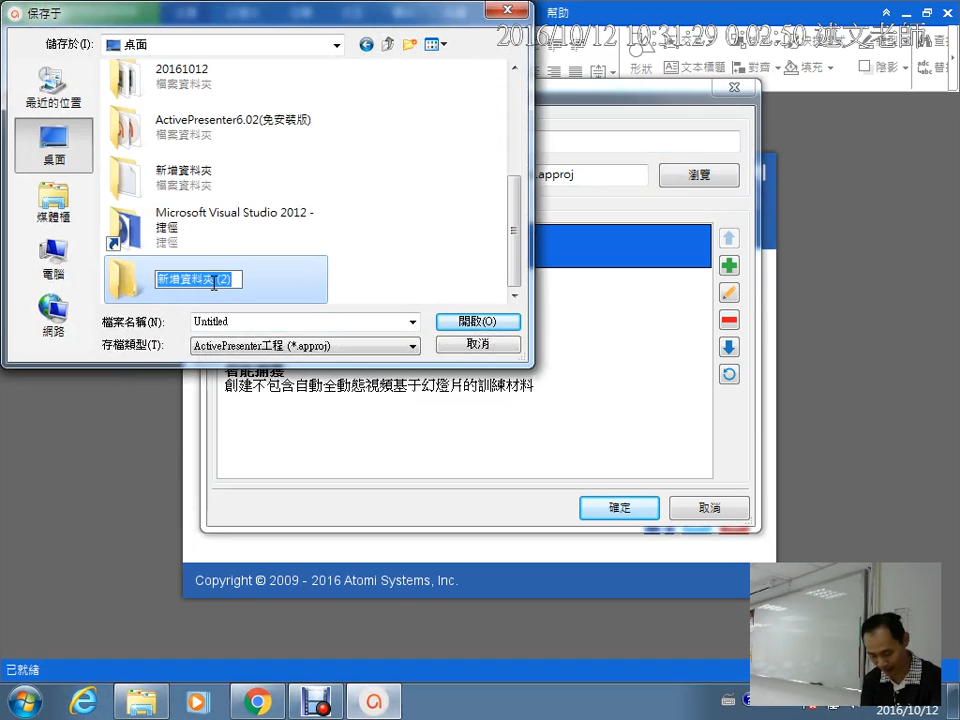 保存于
幫助
2016/10/12 10:31:29 0:02:50
儲存於(I):
桌面
形狀
文本標題
對齊
填充
陰影
最近的位置
桌面
媒體櫃
電腦
網路
20161012
檔案資料夾
ActivePresenter6.02(免安裝版)
檔案資料夾
新增資料夾
檔案資料夾
Microsoft Visual Studio 2012 -
捷徑
捷徑
新增資料夾 (2)
檔案名稱(N):
Untitled
開啟(O)
存檔類型(T):
ActivePresenter工程 (*.approj)
取消
.approj
瀏覽
智能捕獲
創建不包含自動全動態視頻基于幻燈片的訓練材料
確定
取消
Copyright © 2009 - 2016 Atomi Systems, Inc.
已就緒
2016/10/12